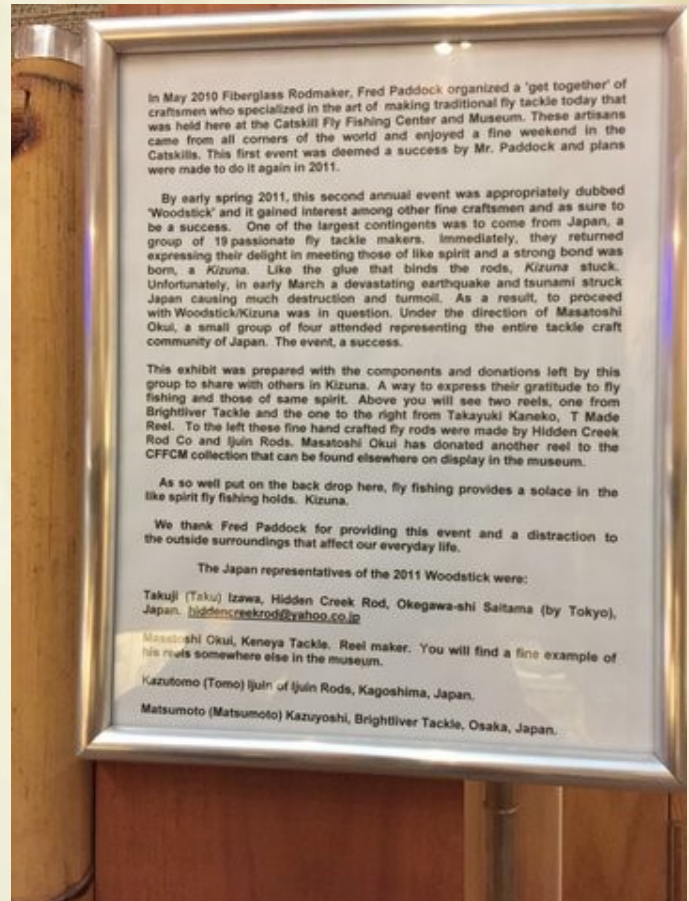 In May 2010 Fiberglass Rodmaker, Fred Paddock organized a 'get together' of
craftsmen who specialized in the art of making traditional fly tackle today that
was held here at the Catskill Fly Fishing Center and Museum. These artisans
came from all corners of the world and enjoyed a fine weekend in the
Catskills. This first event was deemed a success by Mr. Paddock and plans
were made to do it again in 2011.
By early spring 2011, this second annual event was appropriately dubbed
'Woodstick' and it gained interest among other fine craftsmen and as sure to
be a success. One of the largest contingents was to come from Japan, a
group of 19 passionate fly tackle makers. Immediately, they returned
expressing their delight in meeting those of like spirit and a strong bond was
born, a Kizuna. Like the glue that binds the rods, Kizuna stuck.
Unfortunately, in early March a devastating earthquake and tsunami struck
Japan causing much destruction and turmoil. As a result, to proceed
with Woodstick/Kizuna was in question. Under the direction of Masatoshi
Okui, a small group of four attended representing the entire tackle craft
community of Japan. The event, a success.
This exhibit was prepared with the components and donations left by this
group to share with others in Kizuna. A way to express their gratitude to fly
fishing and those of same spirit. Above you will see two reels, one from
Brightliver Tackle and the one to the right from Takayuki Kaneko, T Made
Reel. To the left these fine hand crafted fly rods were made by Hidden Creek
Rod Co and Ijuin Rods. Masatoshi Okui has donated another reel to the
CFFCM collection that can be found elsewhere on display in the museum.
As so well put on the back drop here, fly fishing provides a solace in the
like spirit fly fishing holds. Kizuna.
We thank Fred Paddock for providing this event and a distraction to
the outside surroundings that affect our everyday life.
The Japan representatives of the 2011 Woodstick were:
Takuji (Taku) Izawa, Hidden Creek Rod, Okegawa-shi Saitama (by Tokyo),
Japan. hiddencreekrod@yahoo.co.jp
Masatoshi Okui, Keneya Tackle. Reel maker. You will find a fine example of
his reels somewhere else in the museum.
Kazutomo (Tomo) Ijuin of Ijuin Rods, Kagoshima, Japan.
Matsumoto (Matsumoto) Kazuyoshi, Brightliver Tackle, Osaka, Japan.